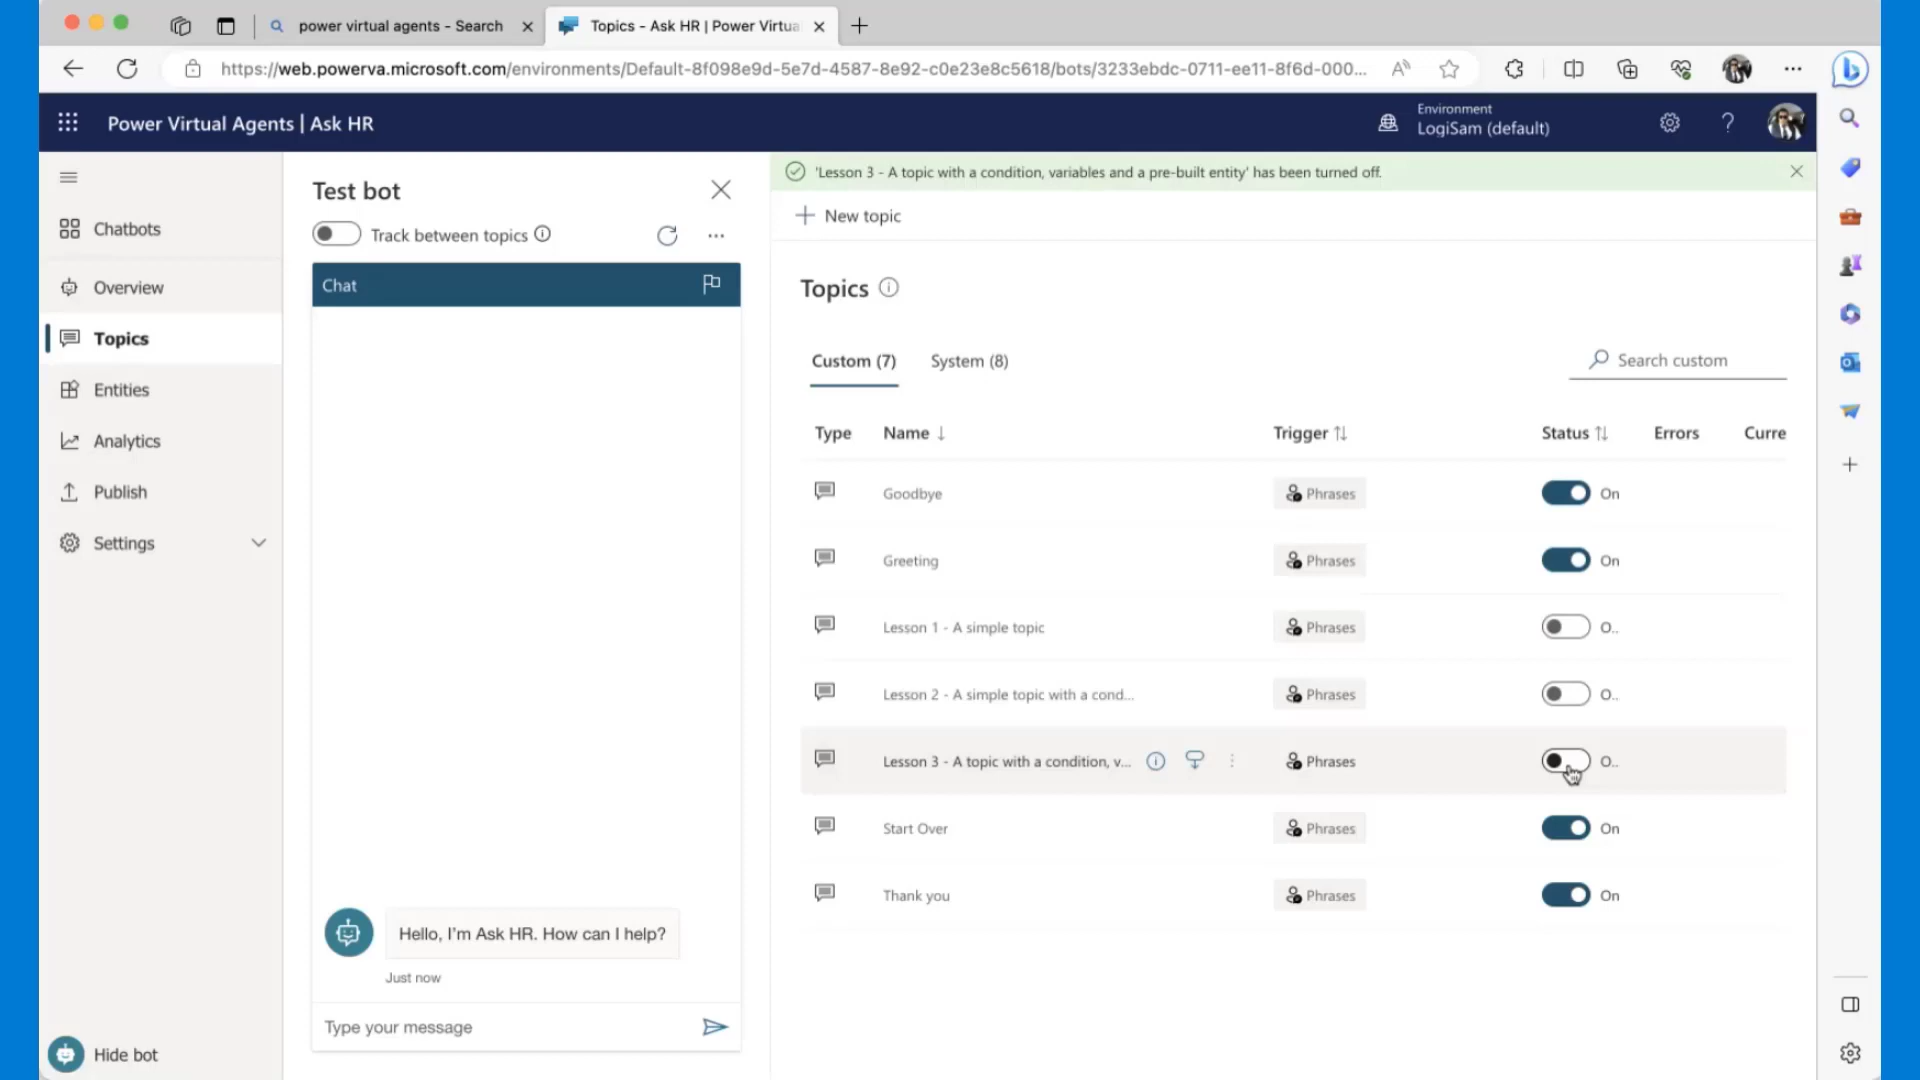 power virtual agents - Search
Topics - Ask HR | Power Virtua
https://web.powerva.microsoft.com/environments/Default-8f098e9d-5e7d-4587-8e92-c0e23e8c5618/bots/3233ebdc-0711-ee11-8f6d-000...
Power Virtual Agents | Ask HR
Environment
LogiSam (default)
Chatbots
Overview
Topics
Entities
Analytics
Publish
Settings
Hide bot
Test bot
Track between topics
Chat
Hello, I'm Ask HR. How can I help?
Just now
Type your message
'Lesson 3 - A topic with a condition, variables and a pre-built entity' has been turned off.
New topic
Topics
Custom (7)
System (8)
Search custom
Type Name Trigger Status Errors Curre
Goodbye Phrases On
Greeting Phrases On
Lesson 1 - A simple topic Phrases O..
Lesson 2 - A simple topic with a cond... Phrases O..
Lesson 3 - A topic with a condition, v... Phrases O..
Start Over Phrases On
Thank you Phrases On